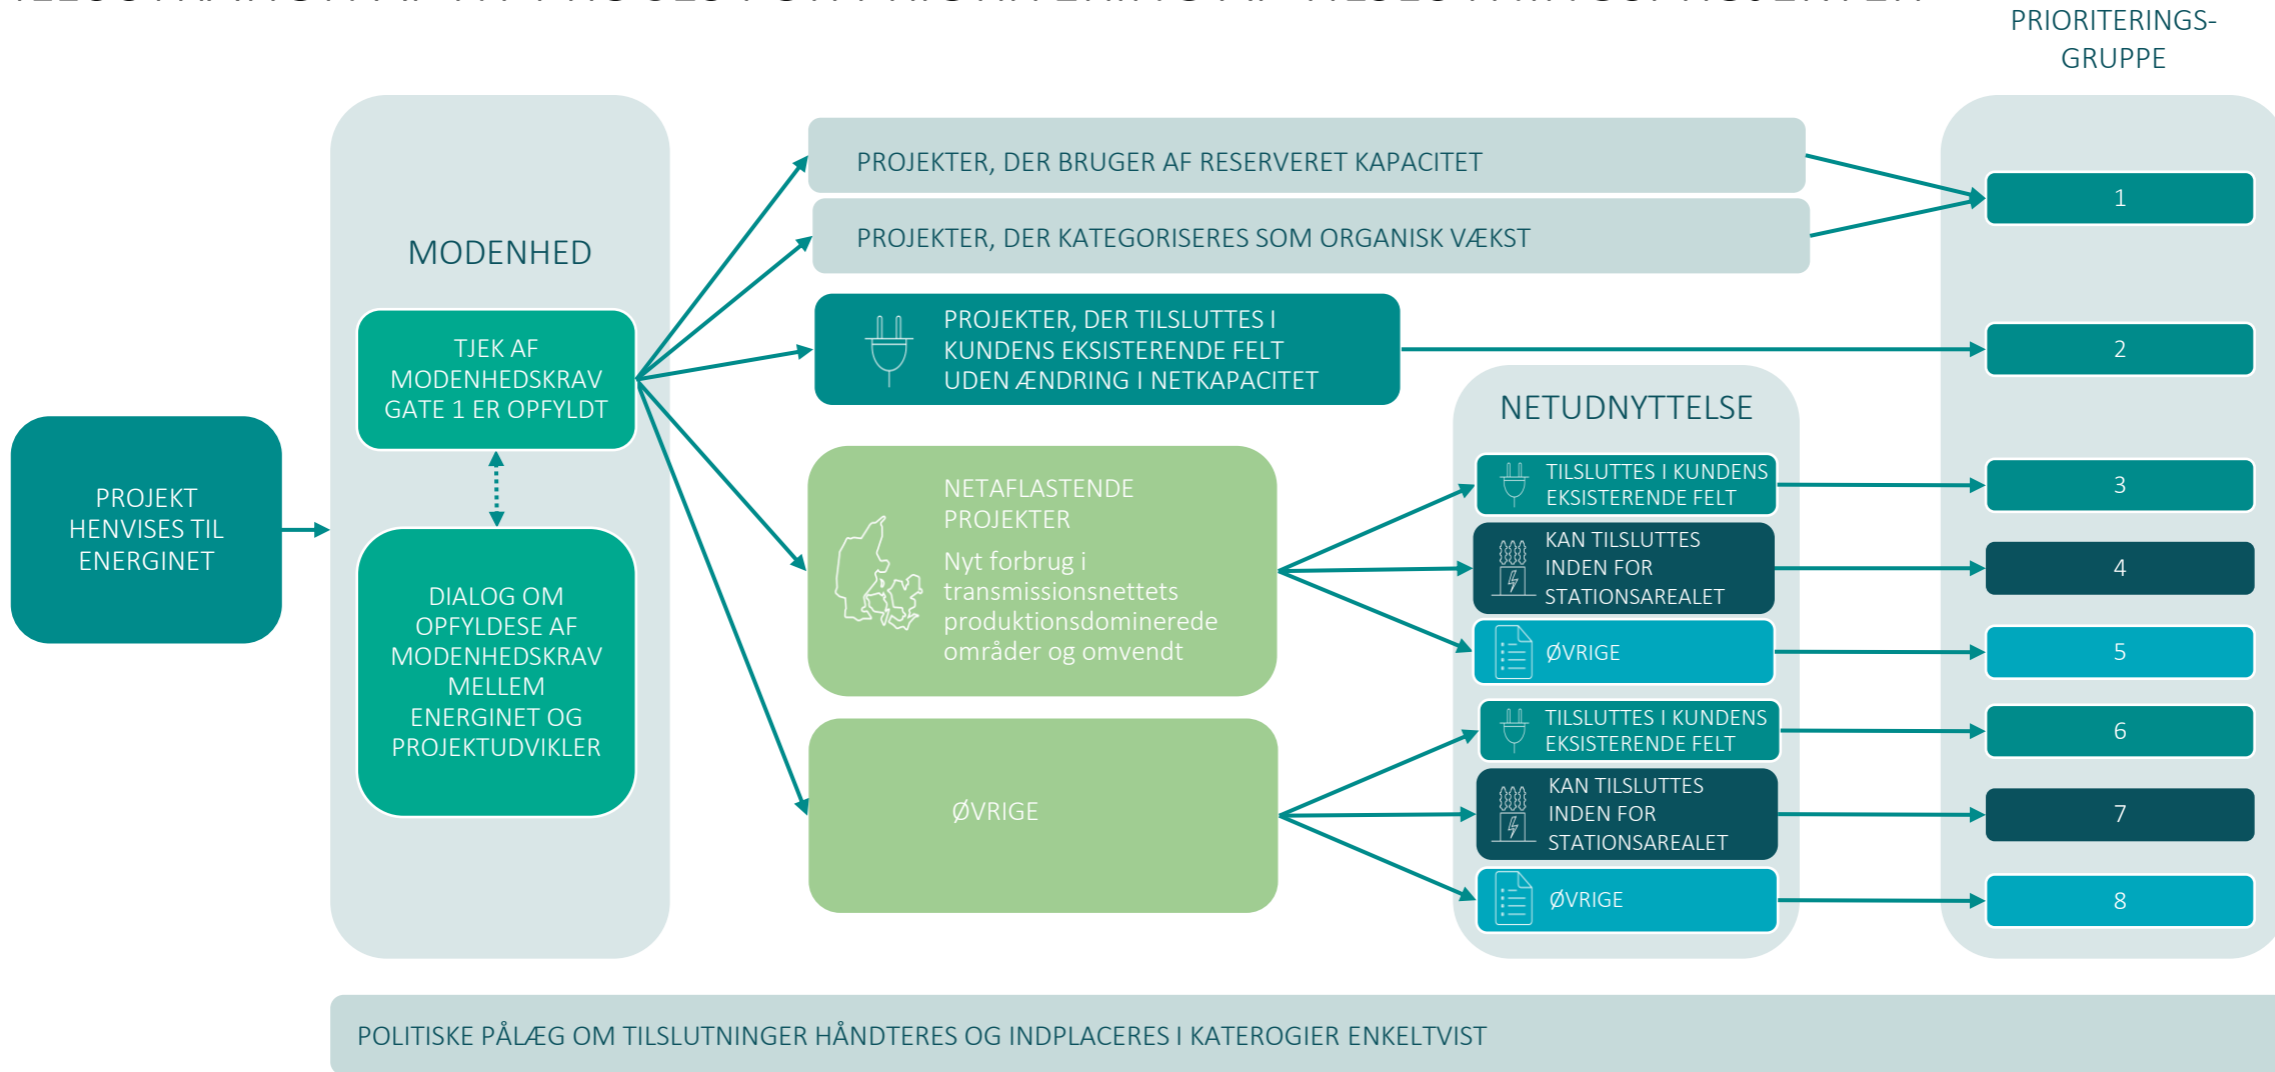 PRIORITERINGS-
GRUPPE
MODENHED
TJEK AF
MODENHEDSKRAV
GATE 1 ER OPFYLDT
PROJEKT
HENVISES TIL
ENERGINET
DIALOG OM
OPFYLDESE AF
MODENHEDSKRAV
MELLEM
ENERGINET OG
PROJEKTUDVIKLER
PROJEKTER, DER BRUGER AF RESERVERET KAPACITET
PROJEKTER, DER KATEGORISERES SOM ORGANISK VÆKST
PROJEKTER, DER TILSLUTTES I
KUNDENS EKSISTERENDE FELT
UDEN ÆNDRING I NETKAPACITET
NETAFLASTENDE
PROJEKTER
Nyt forbrug i
transmissionsnettets
produktionsdominerede
områder og omvendt
ØVRIGE
NETUDNYTTELSE
TILSLUTTES I KUNDENS
EKSISTERENDE FELT
KAN TILSLUTTES
INDEN FOR
STATIONSAREALET
ØVRIGE
TILSLUTTES I KUNDENS
EKSISTERENDE FELT
KAN TILSLUTTES
INDEN FOR
STATIONSAREALET
ØVRIGE
1
2
3
4
5
6
7
8
POLITISKE PÅLÆG OM TILSLUTNINGER HÅNDTERES OG INDPLACERES I KATEROGIER ENKELTVIST